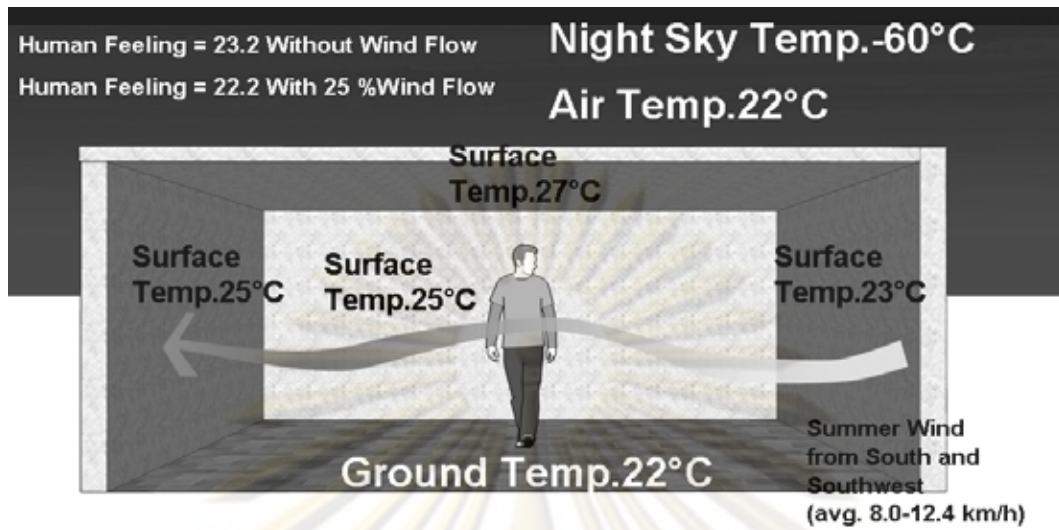 Human Feeling = 23.2 Without Wind Flow
Human Feeling = 22.2 With 25 %Wind Flow
Night Sky Temp.-60°C
Air Temp.22°C
Surface
Temp.27°C
Surface
Temp.25°C
Surface
Temp.25°C
Surface
Temp.23°C
Ground Temp.22°C
Summer Wind
from South and
Southwest
(avg. 8.0-12.4 km/h)